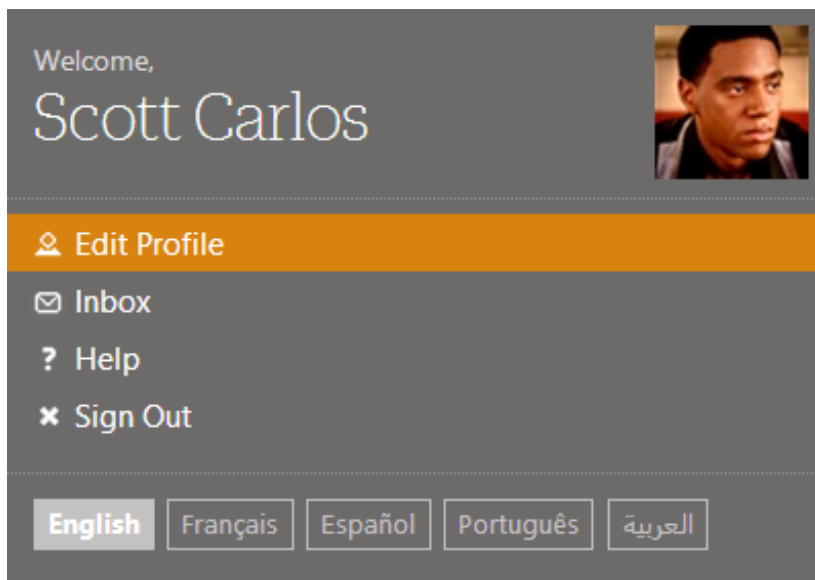 Welcome,
Scott Carlos
Edit Profile
Inbox
? Help
Sign Out
English Français Español Português العربية